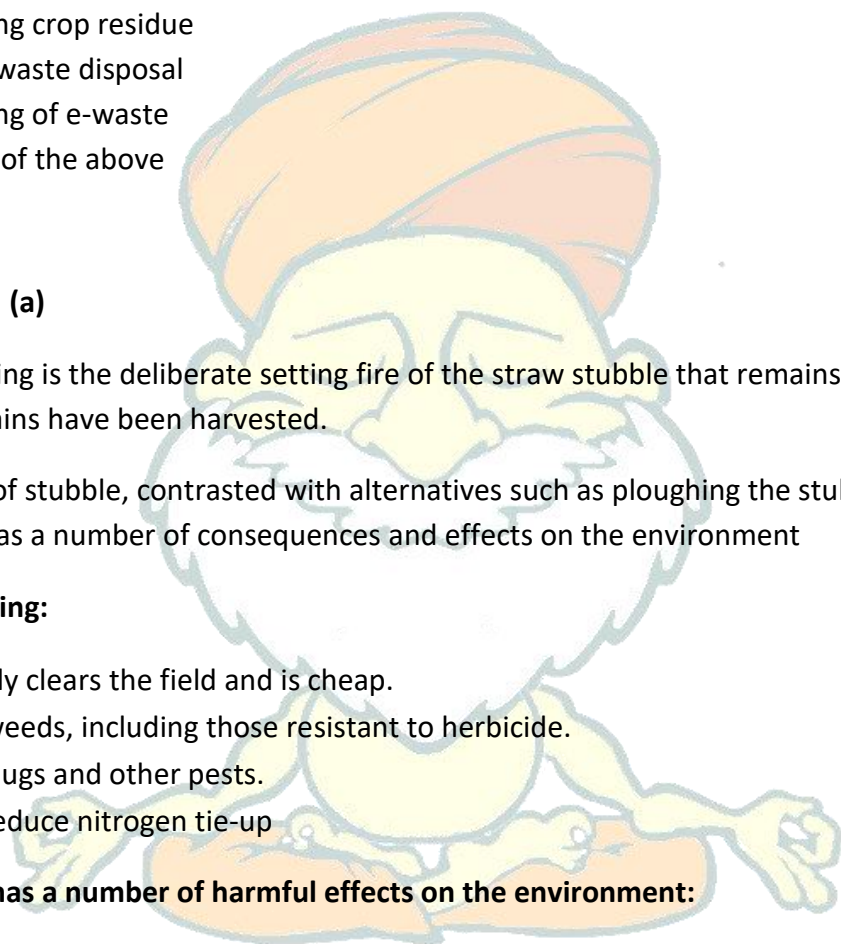 ng crop residue
waste disposal
ng of e-waste
of the above
(a)
ing is the deliberate setting fire of the straw stubble that remains
ins have been harvested.
of stubble, contrasted with alternatives such as ploughing the stul
as a number of consequences and effects on the environment
ing:
ly clears the field and is cheap.
weeds, including those resistant to herbicide.
ugs and other pests.
educe nitrogen tie-up
has a number of harmful effects on the environment: